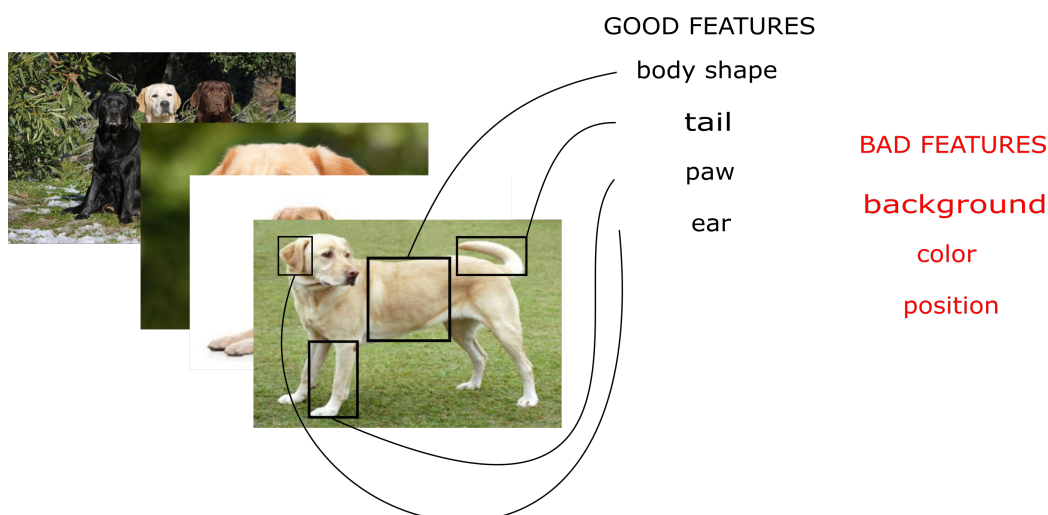 GOOD FEATURES
body shape
tail
paw
ear
BAD FEATURES
background
color
position